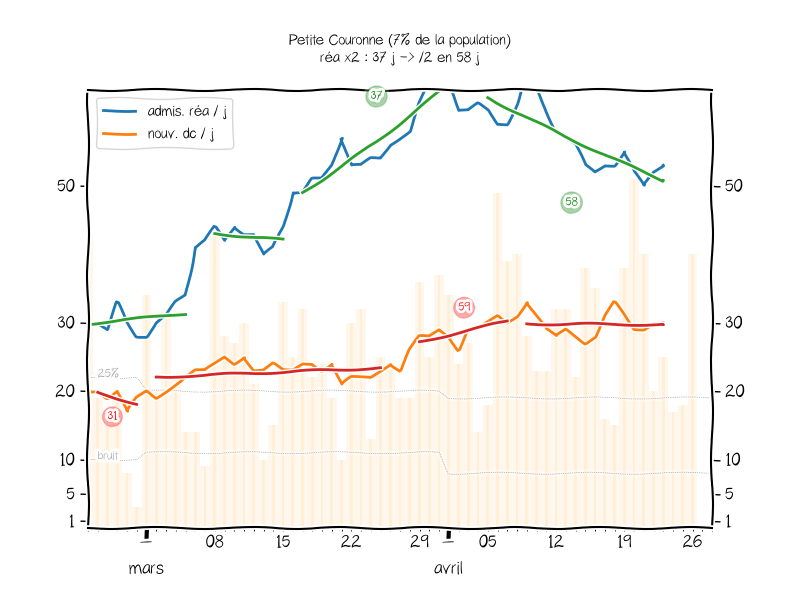 Petite Couronne (7% de la population)
réa x2 : 37 j -> /2 en 58 j
admis. réa / j
nouv. dc / j
37
50
50
58
59
30
30
25%
20
20
31
bruit
10
10
5
5
1
1
08 15 22 29 05 12 19 26
mars avril